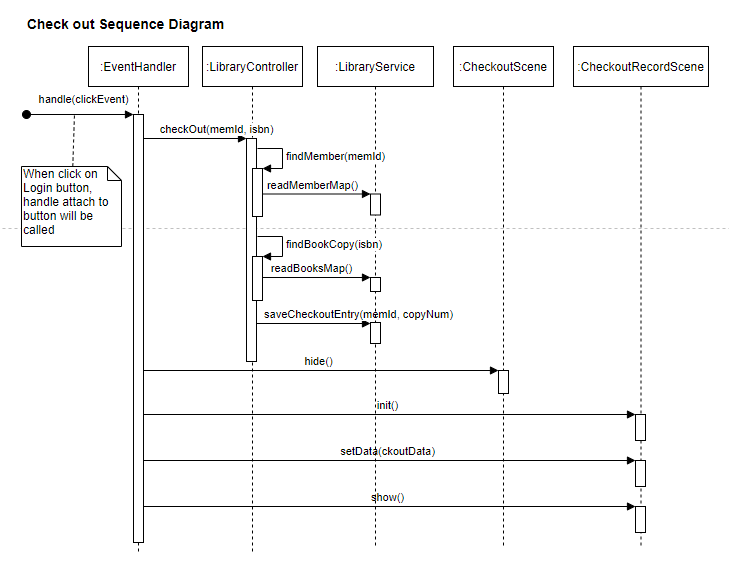 Check out Sequence Diagram
:EventHandler
:LibraryController
:LibraryService
:CheckoutScene
:CheckoutRecordScene
handle(clickEvent)
checkOut(memId, isbn)
findMember(memId)
When click on
Login button,
handle attach to
button will be
called
readMemberMap()
findBookCopy(isbn)
readBooksMap()
saveCheckoutEntry(memId, copyNum)
hide()
init()
setData(ckoutData)
show()